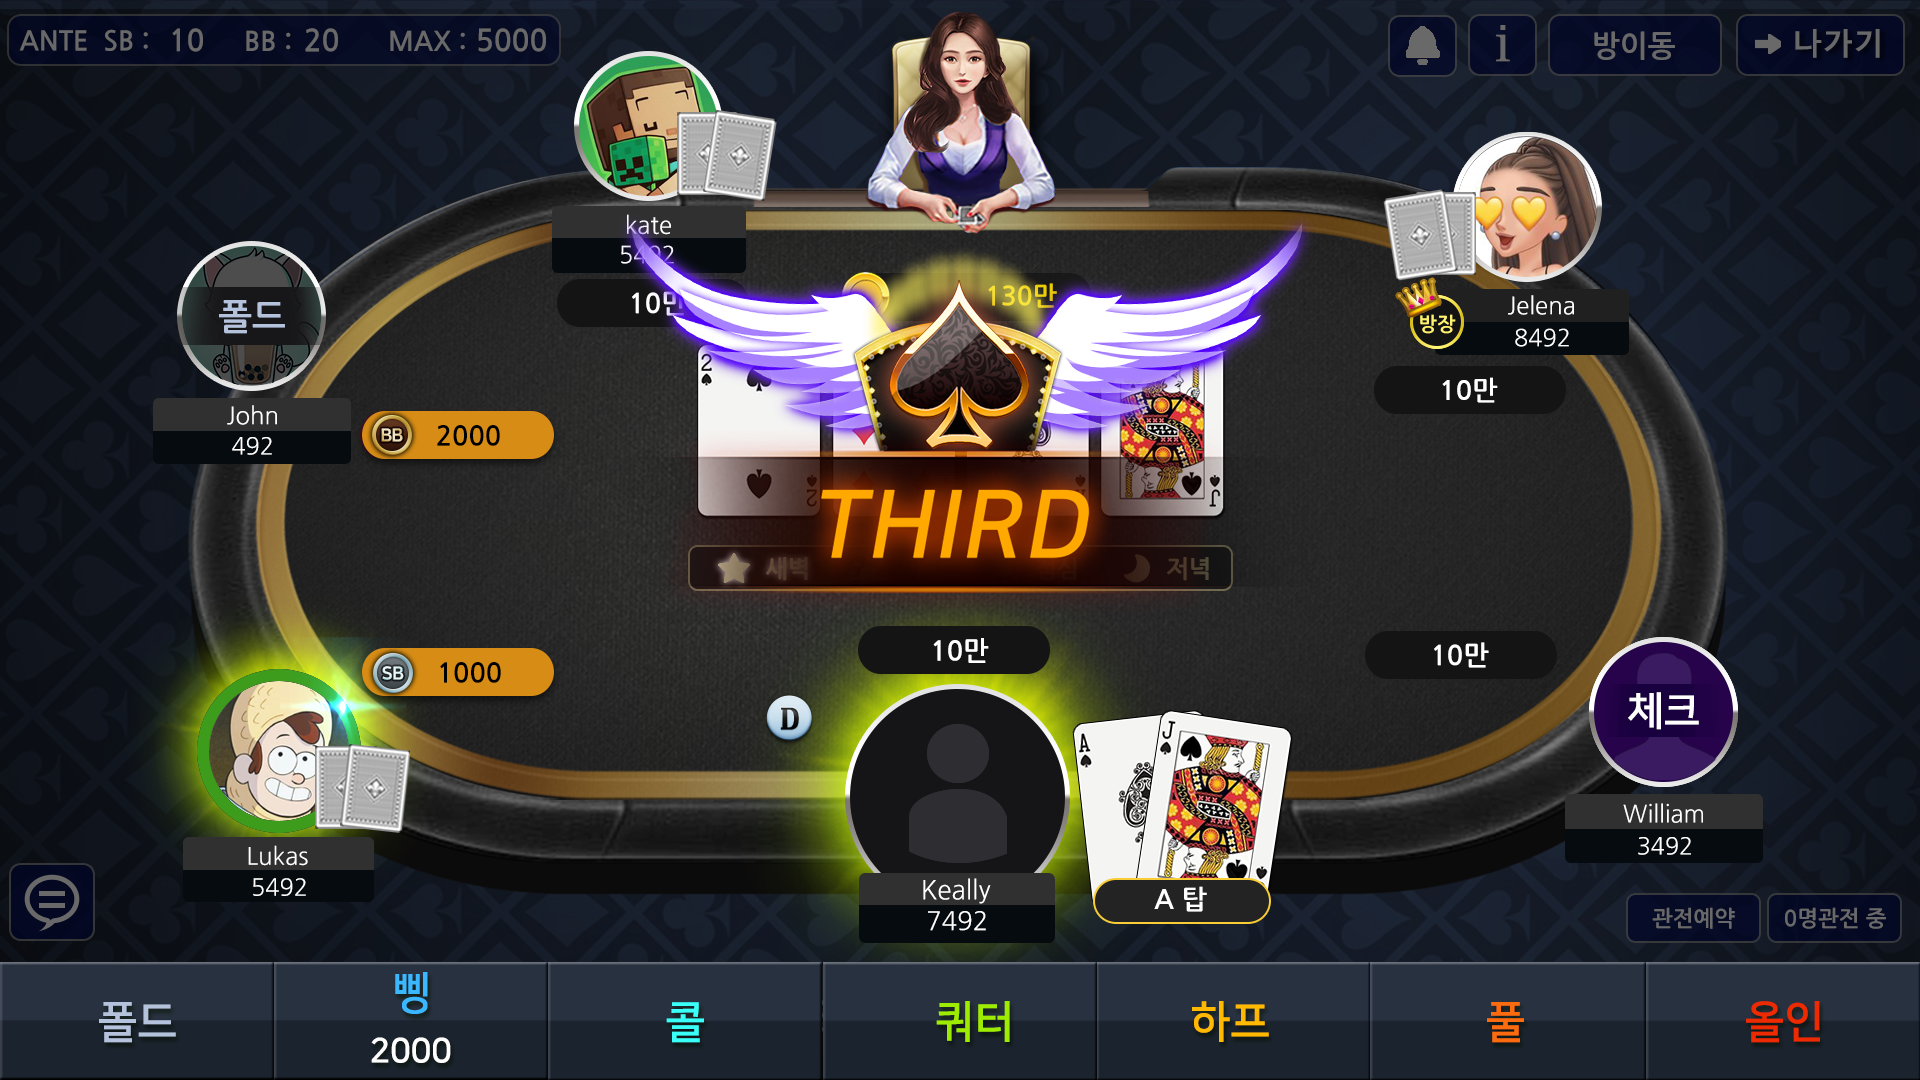 ANTE SB : 10 BB : 20 MAX : 5000
i
방이동
나가기
kate
5492
10만
130만
Jelena
8492
방장
10만
폴드
John
492
BB 2000
2
2
J
THIRD
새벽
저녁
SB 1000
10만
10만
D
Lukas
5492
Keally
7492
A
J
A 탑
체크
William
3492
관전예약
0명관전 중
폴드
삥
2000
콜
쿼터
하프
풀
올인